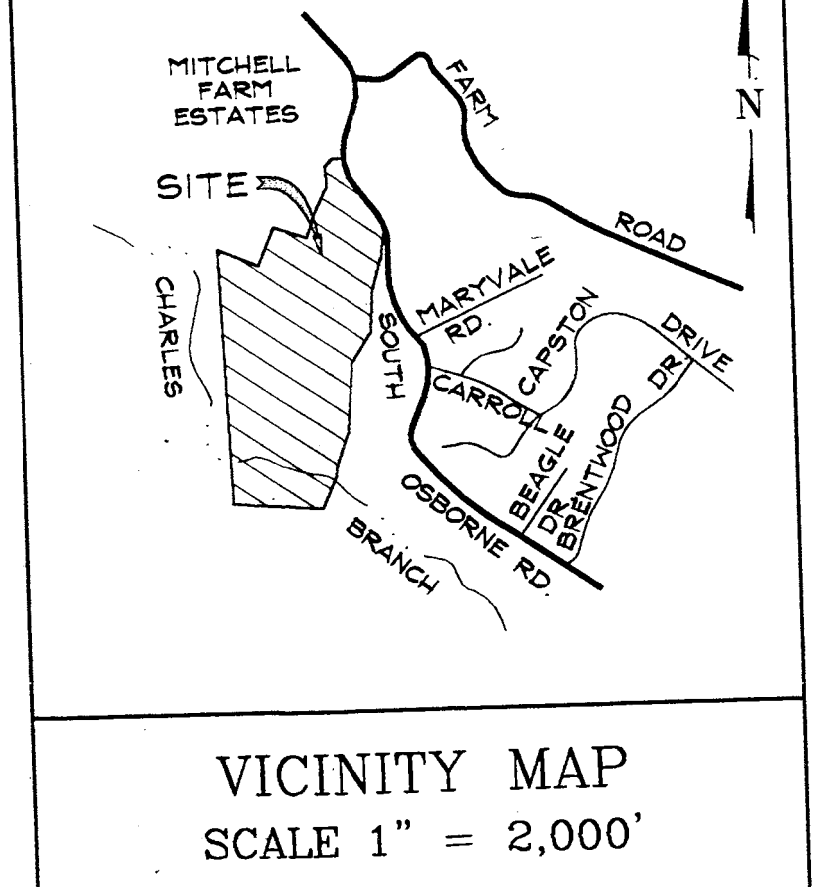 MITCHELL
FARM
ESTATES
SITE
N
FARM
ROAD
CHARLES
SOUTH
MARYVALE
RD.
CAPSTON
DRIVE
CARROLL
BEAGLE
DR.
BRENTWOOD
DR
OSBORNE RD.
BRANCH
VICINITY MAP
SCALE 1" = 2,000'